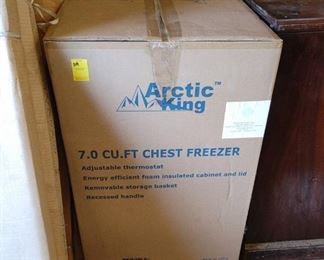 Arctic™
King
7.0 CU.FT CHEST FREEZER
Adjustable thermostat
Energy efficient foam insulated cabinet and lid
Removable storage basket
Recessed handle